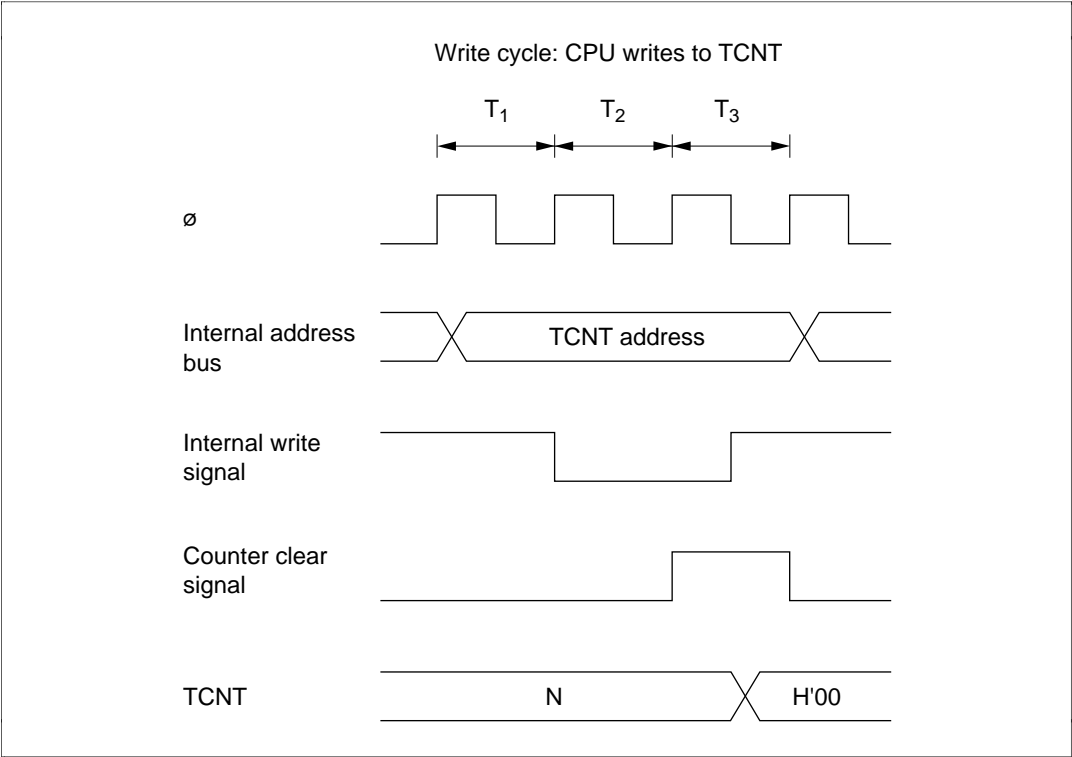 Write cycle: CPU writes to TCNT
T1 T2 T3
ø
Internal address
bus
TCNT address
Internal write
signal
Counter clear
signal
TCNT N H'00